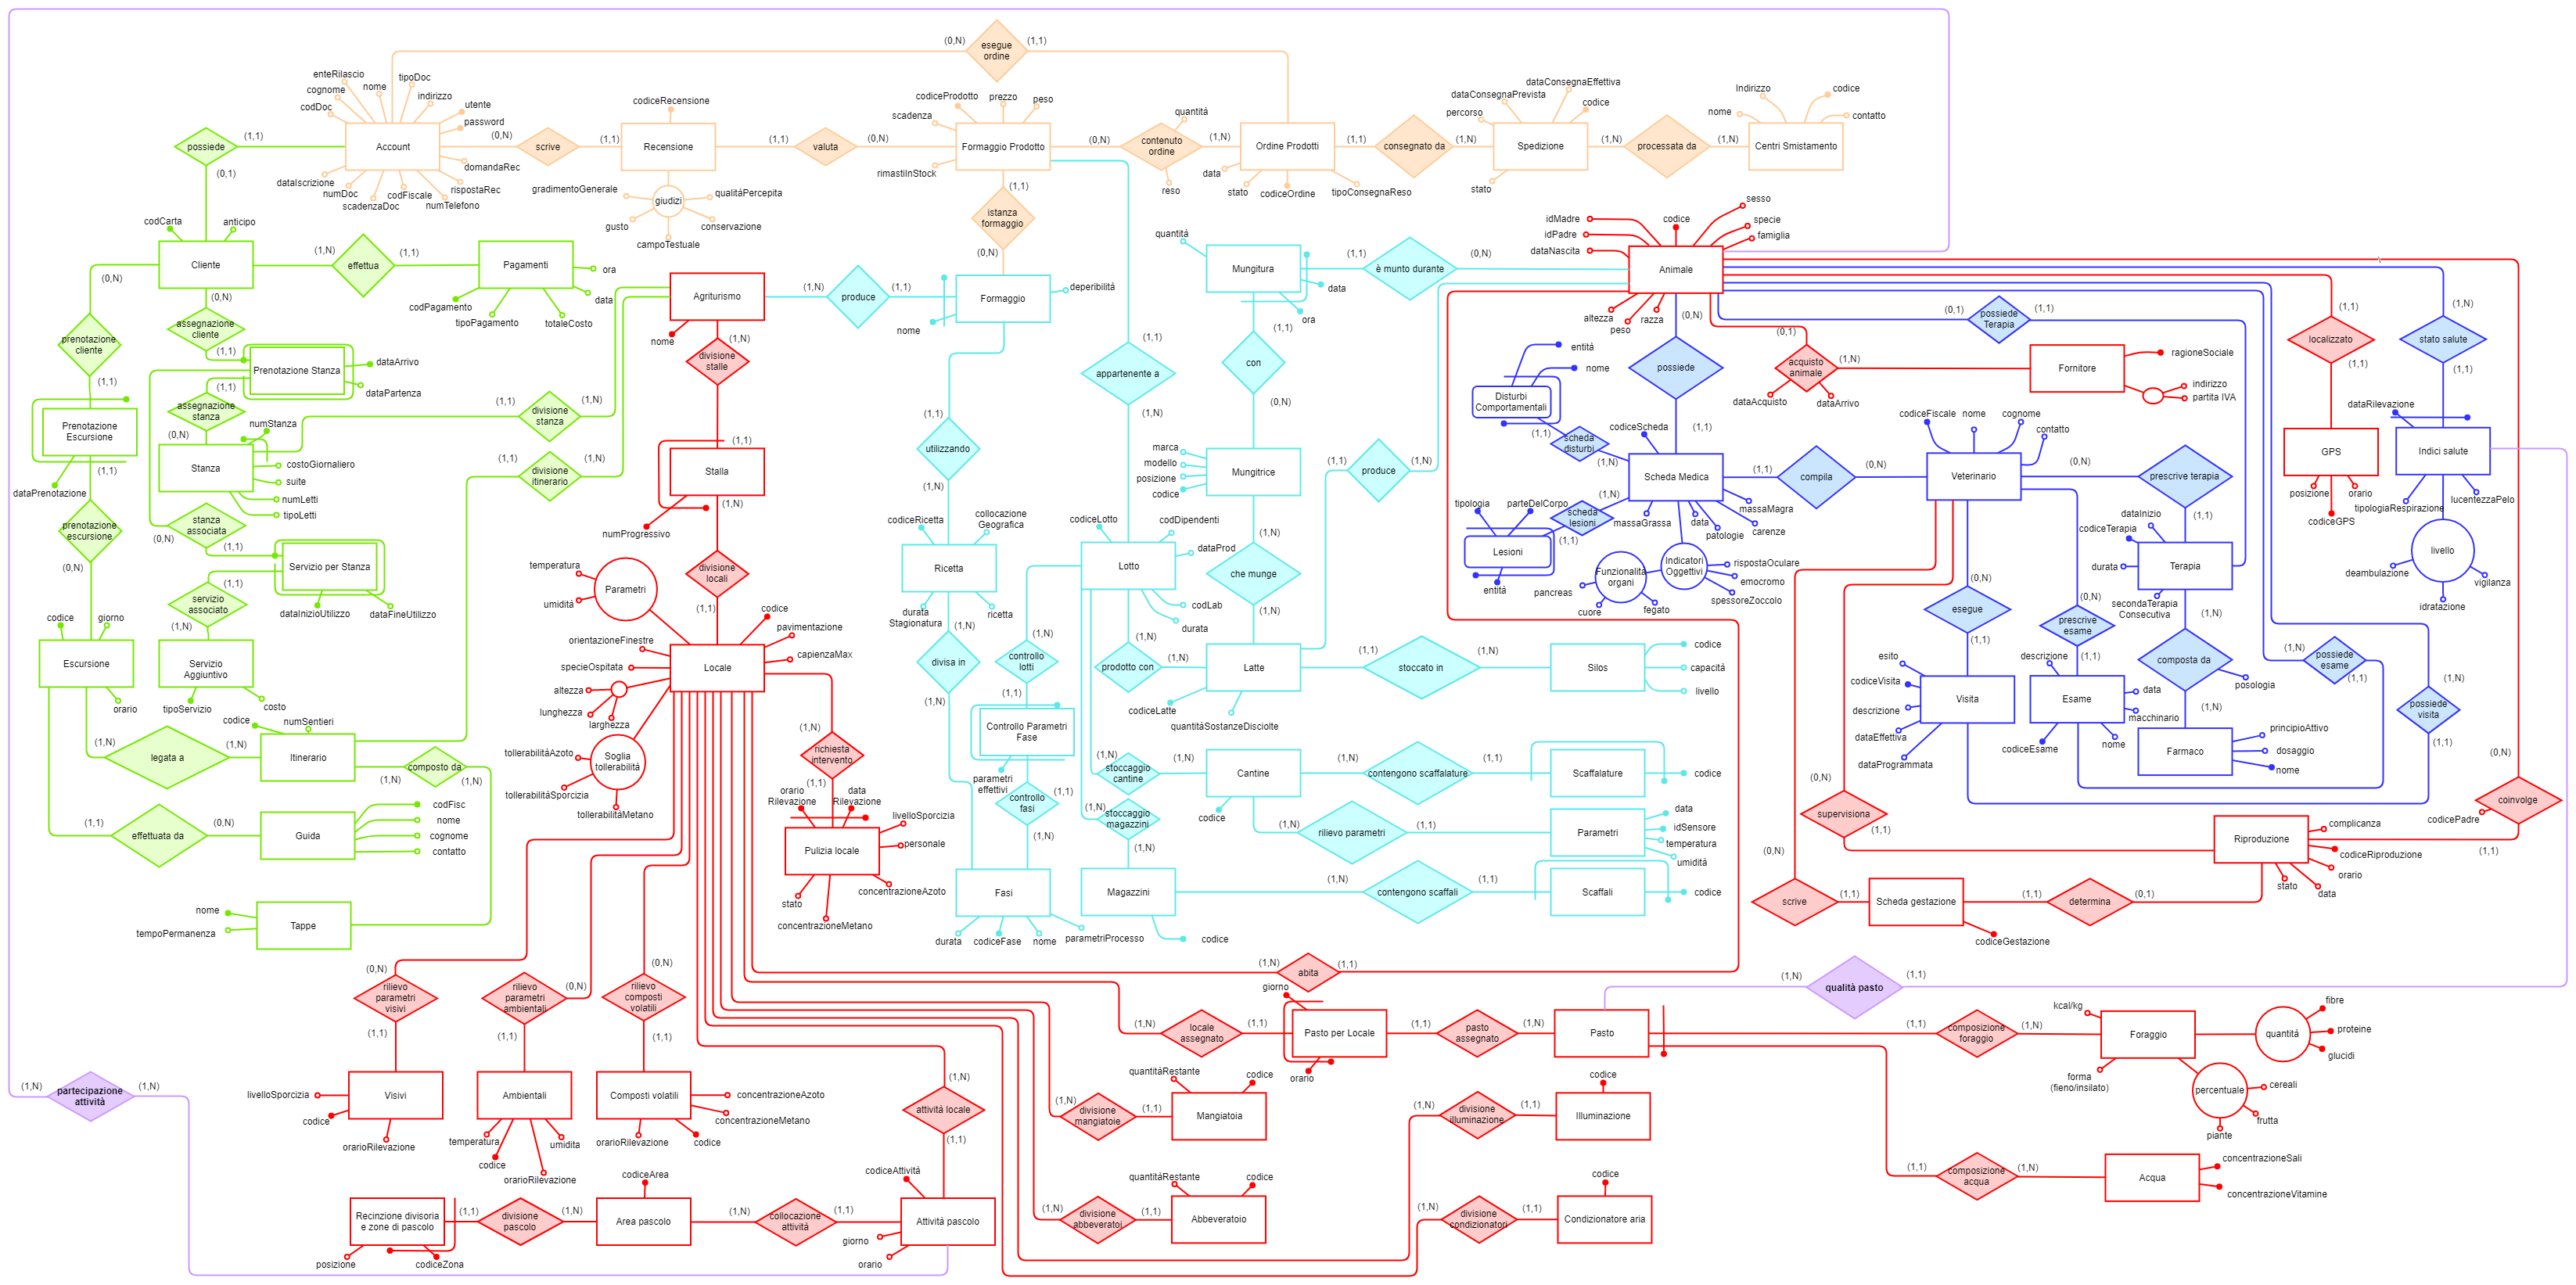 esegue
ordine
(0,N)
(1,1)
enteRilascio
cognome
codDoc
nome
tipoDoc
indirizzo
utente
password
Account
domandaRec
rispostaRec
numTelefono
codFiscale
scadenzaDoc
numDoc
dataIscrizione
possiede
(1,1)
(0,1)
(0,N)
scrive
(1,1)
codiceRecensione
Recensione
giudizi
gradimentoGenerale
qualitàPercepita
gusto
conservazione
campoTestuale
(1,1)
valuta
(0,N)
codiceProdotto
prezzo
peso
scadenza
Formaggio Prodotto
rimastiInStock
(0,N)
contenuto
ordine
quantità
reso
(1,N)
Ordine Prodotti
data
stato
codiceOrdine
tipoConsegnaReso
(1,1)
consegnato da
(1,N)
dataConsegnaEffettiva
dataConsegnaPrevista
percorso
codice
Spedizione
stato
(1,N)
processata da
(1,N)
Indirizzo
nome
codice
contatto
Centri Smistamento
(1,1)
istanza
formaggio
(0,N)
codCarta
anticipo
Cliente
(1,N)
effettua
(1,1)
Pagamenti
ora
data
codPagamento
tipoPagamento
totaleCosto
(0,N)
prenotazione
cliente
(1,1)
(0,N)
assegnazione
cliente
(1,1)
Prenotazione Stanza
dataArrivo
dataPartenza
(1,1)
assegnazione
stanza
(0,N)
Prenotazione
Escursione
dataPrenotazione
(1,1)
prenotazione
escursione
(0,N)
numStanza
Stanza
costoGiornaliero
suite
numLetti
tipoLetti
(1,1)
divisione
stanza
(1,N)
(1,1)
divisione
itinerario
(1,N)
stanza
associata
(0,N)
(1,1)
Servizio per Stanza
dataInizioUtilizzo
dataFineUtilizzo
(1,1)
servizio
associato
(1,N)
Servizio
Aggiuntivo
tipoServizio
costo
codice
giorno
Escursione
orario
(1,N)
legata a
(1,N)
codice
numSentieri
Itinerario
(1,N)
composto da
(1,N)
(1,1)
effettuata da
(0,N)
Guida
codFisc
nome
cognome
contatto
Tappe
nome
tempoPermanenza
Agriturismo
nome
(1,N)
produce
(1,1)
Formaggio
nome
deperibilità
(1,N)
divisione
stalle
(1,1)
Stalla
numProgressivo
(1,N)
divisione
locali
(1,1)
temperatura
umidità
Parametri
orientazioneFinestre
specieOspitata
altezza
lunghezza
larghezza
Locale
codice
pavimentazione
capienzaMax
Soglia
tollerabilità
tollerabilitàAzoto
tollerabilitàSporcizia
tollerabilitàMetano
(1,N)
richiesta
intervento
(1,1)
orario
Rilevazione
data
Rilevazione
livelloSporcizia
personale
Pulizia locale
stato
concentrazioneAzoto
concentrazioneMetano
(1,1)
utilizzando
(1,N)
codiceRicetta
collocazione
Geografica
Ricetta
durata
Stagionatura
ricetta
(1,N)
divisa in
(1,N)
controllo
lotti
(1,N)
(1,1)
Controllo Parametri
Fase
parametri
effettivi
controllo
fasi
(1,1)
(1,N)
Fasi
durata
codiceFase
nome
parametriProcesso
(1,1)
appartenente a
(1,N)
codiceLotto
codDipendenti
dataProd
Lotto
codLab
durata
(1,N)
prodotto con
(1,N)
(1,N)
stoccaggio
cantine
(1,N)
(1,N)
stoccaggio
magazzini
(1,N)
Magazzini
codice
quantità
Mungitura
data
ora
(1,1)
è munto durante
(0,N)
(1,1)
con
(0,N)
marca
modello
posizione
codice
Mungitrice
(1,N)
che munge
(1,N)
Latte
codiceLatte
quantitàSostanzeDisciolte
(1,1)
produce
(1,N)
(1,1)
stoccato in
(1,N)
Silos
codice
capacità
livello
Cantine
codice
(1,N)
contengono scaffalature
(1,1)
Scaffalature
codice
(1,N)
rilievo parametri
(1,1)
Parametri
data
idSensore
temperatura
umidità
(1,N)
contengono scaffali
(1,1)
Scaffali
codice
idMadre
idPadre
dataNascita
codice
sesso
specie
famiglia
Animale
altezza
peso
razza
(0,N)
possiede
(1,1)
(0,1)
acquisto
animale
(1,N)
dataAcquisto
dataArrivo
Fornitore
ragioneSociale
indirizzo
partita IVA
(0,1)
possiede
Terapia
(1,1)
(1,1)
localizzato
(1,1)
GPS
posizione
orario
codiceGPS
(1,N)
stato salute
(1,1)
dataRilevazione
Indici salute
tipologiaRespirazione
lucentezzaPelo
livello
deambulazione
vigilanza
idratazione
entità
nome
Disturbi
Comportamentali
(1,1)
scheda
disturbi
(1,N)
codiceScheda
Scheda Medica
massaGrassa
data
patologie
carenze
massaMagra
(1,N)
scheda
lesioni
(1,1)
tipologia
parteDelCorpo
Lesioni
entità
Funzionalità
organi
pancreas
cuore
fegato
Indicatori
Oggettivi
rispostaOculare
emocromo
spessoreZoccolo
(1,1)
compila
(0,N)
codiceFiscale
nome
cognome
contatto
Veterinario
(0,N)
prescrive terapia
(1,1)
dataInizio
codiceTerapia
durata
Terapia
secondaTerapia
Consecutiva
(1,N)
composta da
posologia
(1,N)
Farmaco
principioAttivo
dosaggio
nome
(0,N)
esegue
(1,1)
esito
codiceVisita
descrizione
dataEffettiva
dataProgrammata
Visita
(0,N)
prescrive
esame
(1,1)
descrizione
Esame
data
macchinario
codiceEsame
nome
possiede
esame
(1,N)
(1,1)
(1,N)
possiede
visita
(1,1)
(0,N)
supervisiona
(1,1)
(0,N)
coinvolge
codicePadre
(1,1)
Riproduzione
complicanza
codiceRiproduzione
orario
data
stato
(0,N)
scrive
(1,1)
Scheda gestazione
codiceGestazione
(1,1)
determina
(0,1)
(1,N)
abita
(1,1)
(1,N)
qualità pasto
(1,1)
(0,N)
rilievo
parametri
visivi
(1,1)
Visivi
livelloSporcizia
codice
orarioRilevazione
rilievo
parametri
ambientali
(0,N)
(1,1)
Ambientali
temperatura
codice
umidita
orarioRilevazione
(0,N)
rilievo
composti
volatili
(1,1)
Composti volatili
concentrazioneAzoto
concentrazioneMetano
orarioRilevazione
codice
(1,N)
partecipazione
attività
(1,N)
Recinzione divisoria
e zone di pascolo
posizione
codiceZona
(1,1)
divisione
pascolo
(1,N)
codiceArea
Area pascolo
(1,N)
collocazione
attività
(1,1)
codiceAttività
Attività pascolo
giorno
orario
(1,N)
attività locale
(1,1)
(1,N)
locale
assegnato
(1,1)
giorno
Pasto per Locale
orario
(1,1)
pasto
assegnato
(1,N)
Pasto
(1,1)
composizione
foraggio
(1,N)
kcal/kg
Foraggio
forma
(fieno/insilato)
quantità
fibre
proteine
glucidi
percentuale
cereali
frutta
piante
(1,1)
composizione
acqua
(1,N)
Acqua
concentrazioneSali
concentrazioneVitamine
(1,N)
divisione
mangiatoie
(1,1)
quantitàRestante
codice
Mangiatoia
(1,N)
divisione
illuminazione
(1,1)
codice
Illuminazione
(1,N)
divisione
abbeveratoi
(1,1)
quantitàRestante
codice
Abbeveratoio
(1,N)
divisione
condizionatori
(1,1)
codice
Condizionatore aria